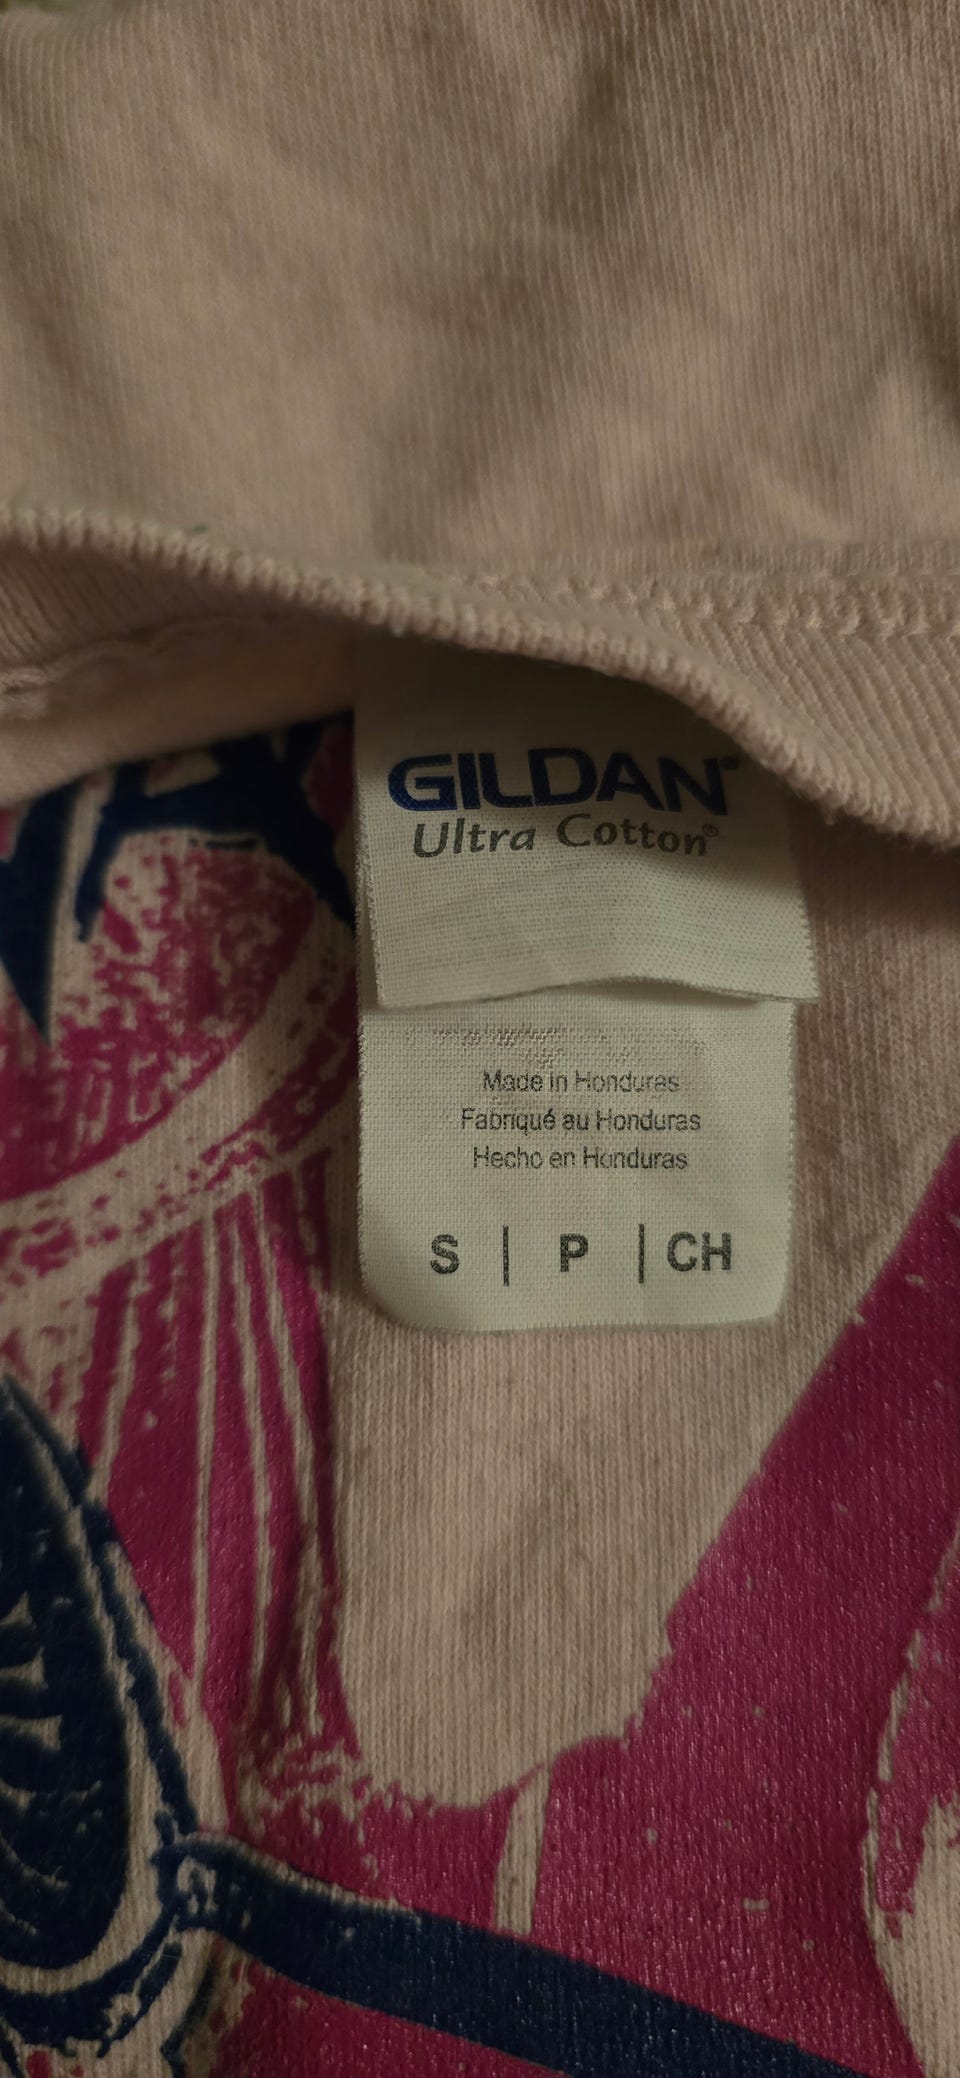 GILDAN®
Ultra Cotton®
Made in Honduras
Fabriqué au Honduras
Hecho en Honduras
S | P | CH